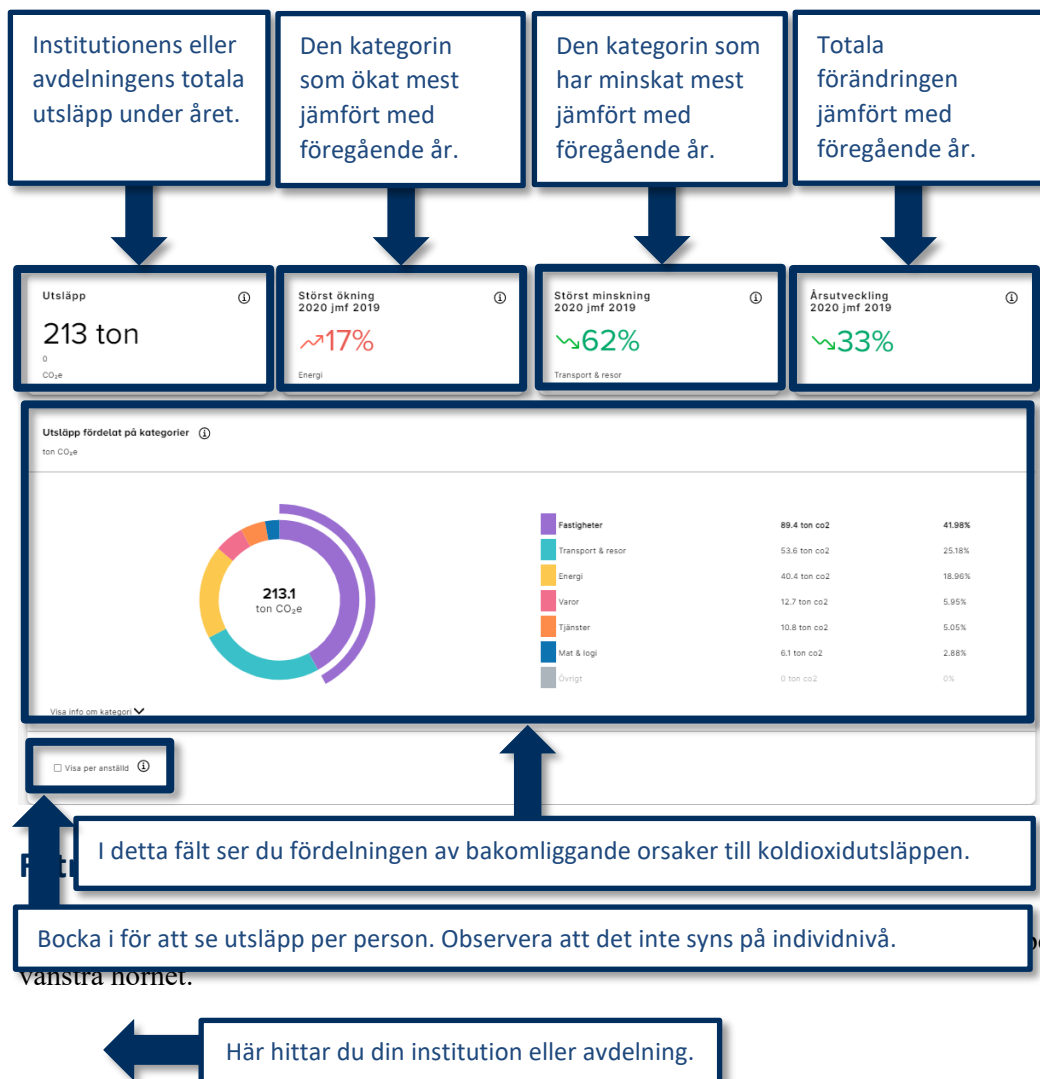 Institutionens eller
avdelningens totala
utsläpp under året.
Den kategorin
som ökat mest
jämfört med
föregående år.
Den kategorin som
har minskat mest
jämfört med
föregående år.
Totala
förändringen
jämfört med
föregående år.
Utsläpp
213 ton
0
CO₂e
Störst ökning
2020 jmf 2019
17%
Energi
Störst minskning
2020 jmf 2019
62%
Transport & resor
Årsutveckling
2020 jmf 2019
33%
Utsläpp fördelat på kategorier
ton CO₂e
213.1
ton CO₂e
Fastigheter 89.4 ton co2 41.98%
Transport & resor 53.6 ton co2 25.18%
Energi 40.4 ton co2 18.96%
Varor 12.7 ton co2 5.95%
Tjänster 10.8 ton co2 5.05%
Mat & logi 6.1 ton co2 2.88%
Övrigt 0 ton co2 0%
Visa info om kategori
Visa per anställd
I detta fält ser du fördelningen av bakomliggande orsaker till koldioxidutsläppen.
Bocka i för att se utsläpp per person. Observera att det inte syns på individnivå.
vänstra hörnet.
Här hittar du din institution eller avdelning.